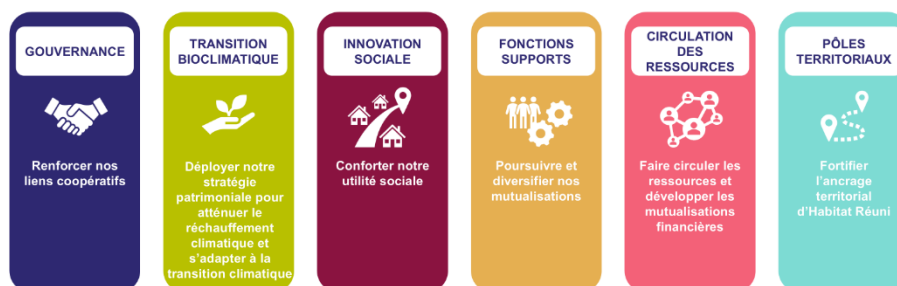 GOUVERNANCE
Renforcer nos
liens coopératifs
TRANSITION
BIOCLIMATIQUE
Déployer notre
stratégie
patrimoniale pour
atténuer le
réchauffement
climatique et
s'adapter à la
transition climatique
INNOVATION
SOCIALE
Conforter notre
utilité sociale
FONCTIONS
SUPPORTS
Poursuivre et
diversifier nos
mutualisations
CIRCULATION
DES
RESSOURCES
Faire circuler les
ressources et
développer les
mutualisations
financières
PÔLES
TERRITORIAUX
Fortifier
l'ancrage
territorial
d'Habitat Réuni